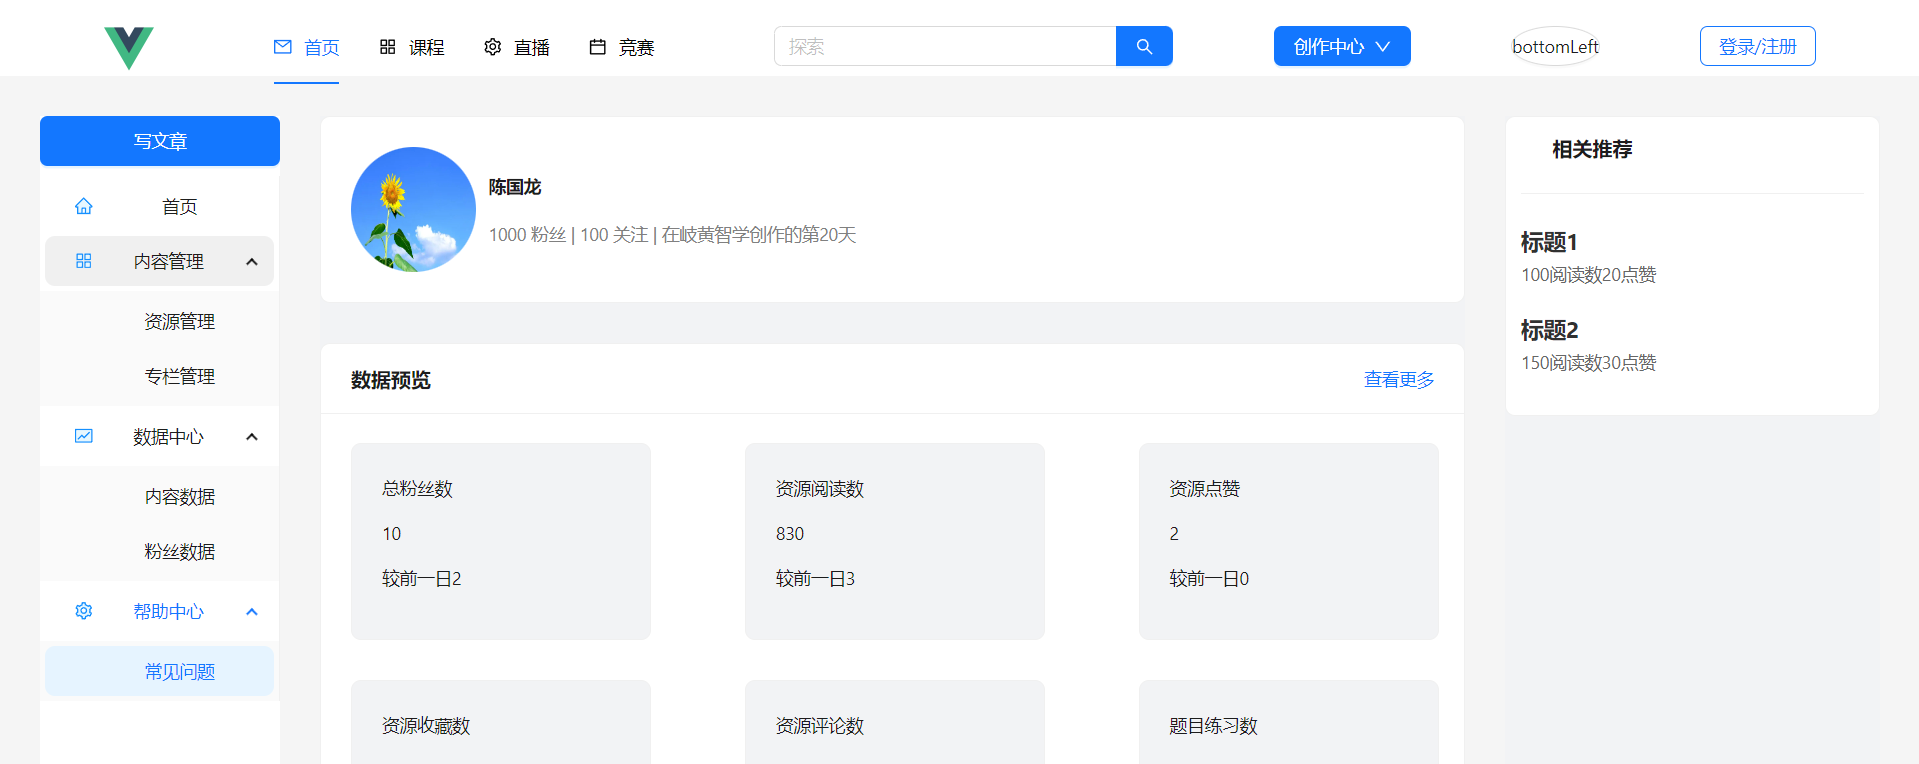 首页 课程 直播 竞赛 探索 创作中心 bottomLeft 登录/注册
写文章
首页
内容管理
资源管理
专栏管理
数据中心
内容数据
粉丝数据
帮助中心
常见问题
陈国龙
1000 粉丝 | 100 关注 | 在岐黄智学创作的第20天
数据预览 查看更多
总粉丝数
10
较前一日2
资源阅读数
830
较前一日3
资源点赞
2
较前一日0
资源收藏数
资源评论数
题目练习数
相关推荐
标题1
100阅读数20点赞
标题2
150阅读数30点赞